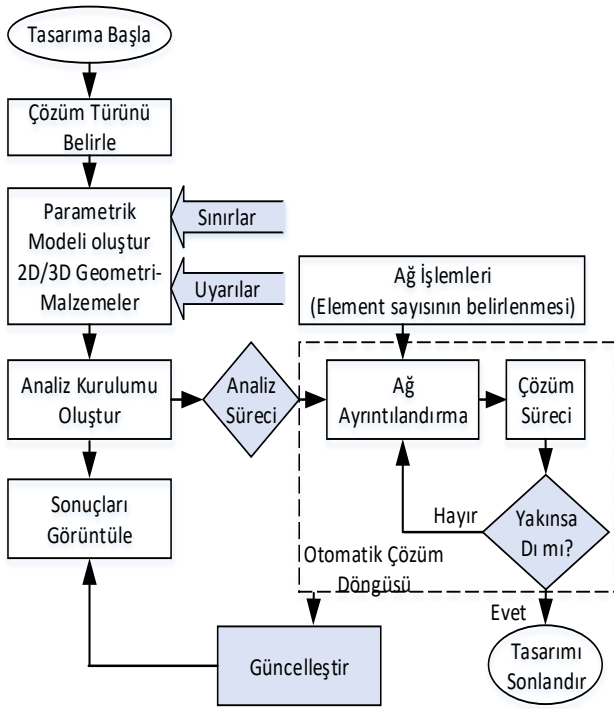 Tasarıma Başla
Çözüm Türünü
Belirle
Parametrik
Modeli oluştur
2D/3D Geometri-
Malzemeler
Sınırlar
Uyarılar
Ağ İşlemleri
(Element sayısının belirlenmesi)
Analiz Kurulumu
Oluştur
Analiz
Süreci
Ağ
Ayrıntılandırma
Çözüm
Süreci
Sonuçları
Görüntüle
Hayır
Yakınsa
Dı mı?
Otomatik Çözüm
Döngüsü
Evet
Güncelleştir
Tasarımı
Sonlandır